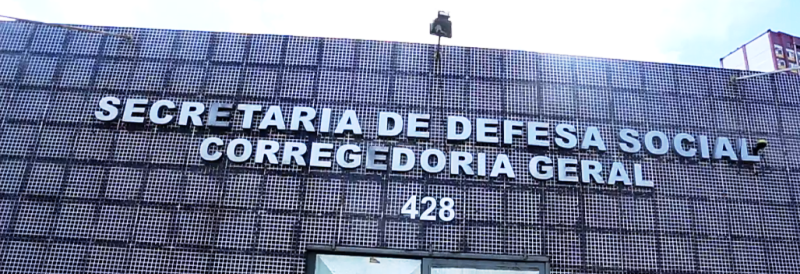 SECRETARIA DE DEFESA SOCIAL
CORREGEDORIA GERAL
428